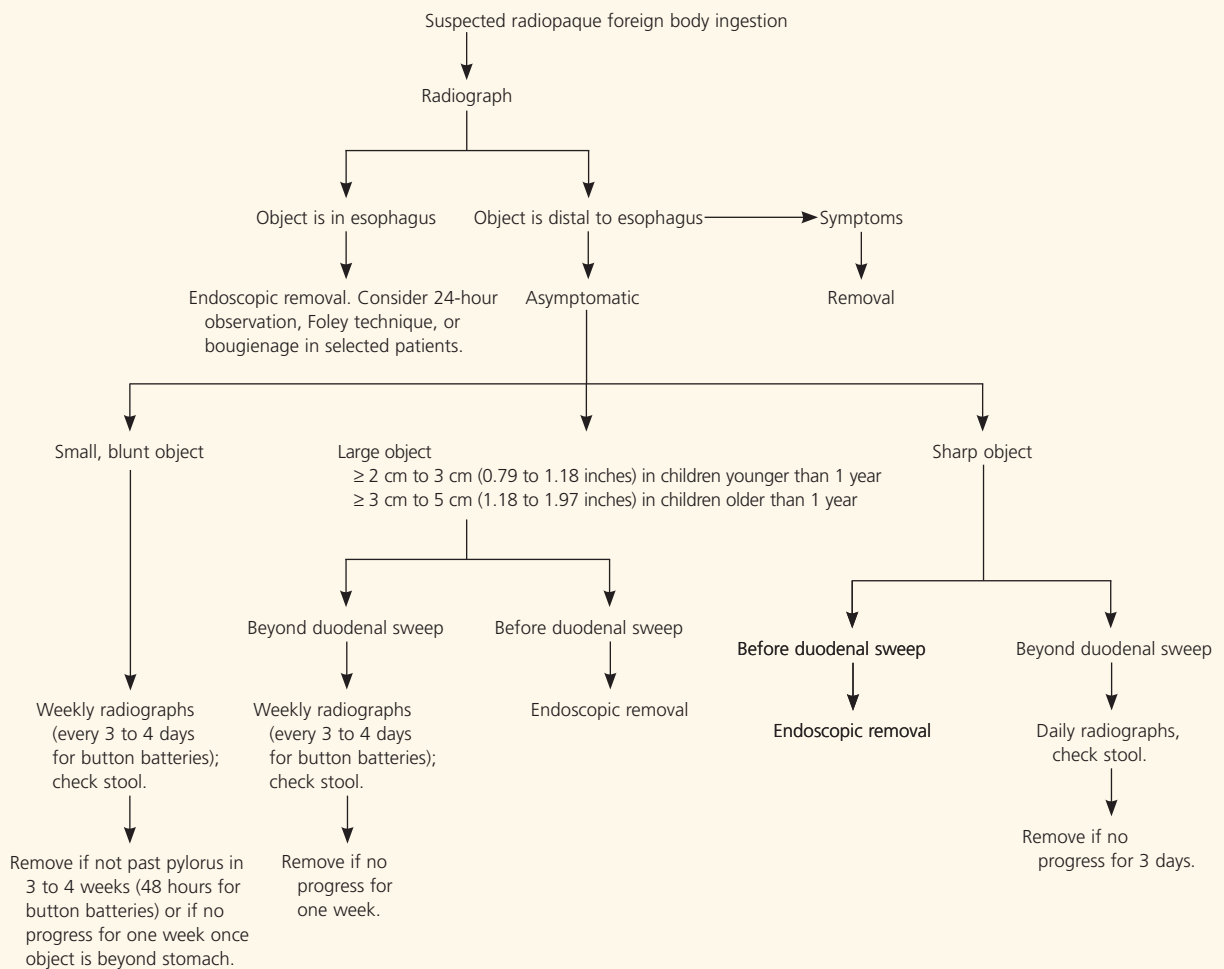 Suspected radiopaque foreign body ingestion
Radiograph
Object is in esophagus
Object is distal to esophagus
Symptoms
Endoscopic removal. Consider 24-hour
observation, Foley technique, or
bougienage in selected patients.
Asymptomatic
Removal
Small, blunt object
Large object
≥ 2 cm to 3 cm (0.79 to 1.18 inches) in children younger than 1 year
≥ 3 cm to 5 cm (1.18 to 1.97 inches) in children older than 1 year
Sharp object
Beyond duodenal sweep
Before duodenal sweep
Before duodenal sweep
Beyond duodenal sweep
Weekly radiographs
(every 3 to 4 days
for button batteries);
check stool.
Weekly radiographs
(every 3 to 4 days
for button batteries);
check stool.
Endoscopic removal
Endoscopic removal
Daily radiographs,
check stool.
Remove if not past pylorus in
3 to 4 weeks (48 hours for
button batteries) or if no
progress for one week once
object is beyond stomach.
Remove if no
progress for
one week.
Remove if no
progress for 3 days.